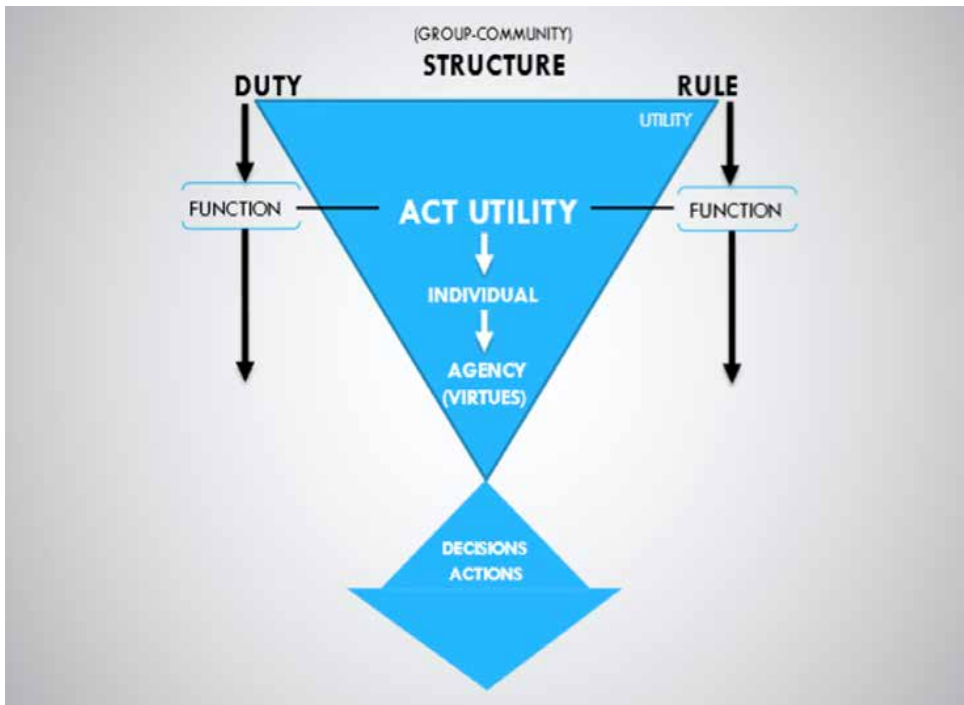 (GROUP-COMMUNITY)
STRUCTURE
DUTY
RULE
UTILITY
FUNCTION
ACT UTILITY
FUNCTION
INDIVIDUAL
AGENCY
(VIRTUES)
DECISIONS
ACTIONS